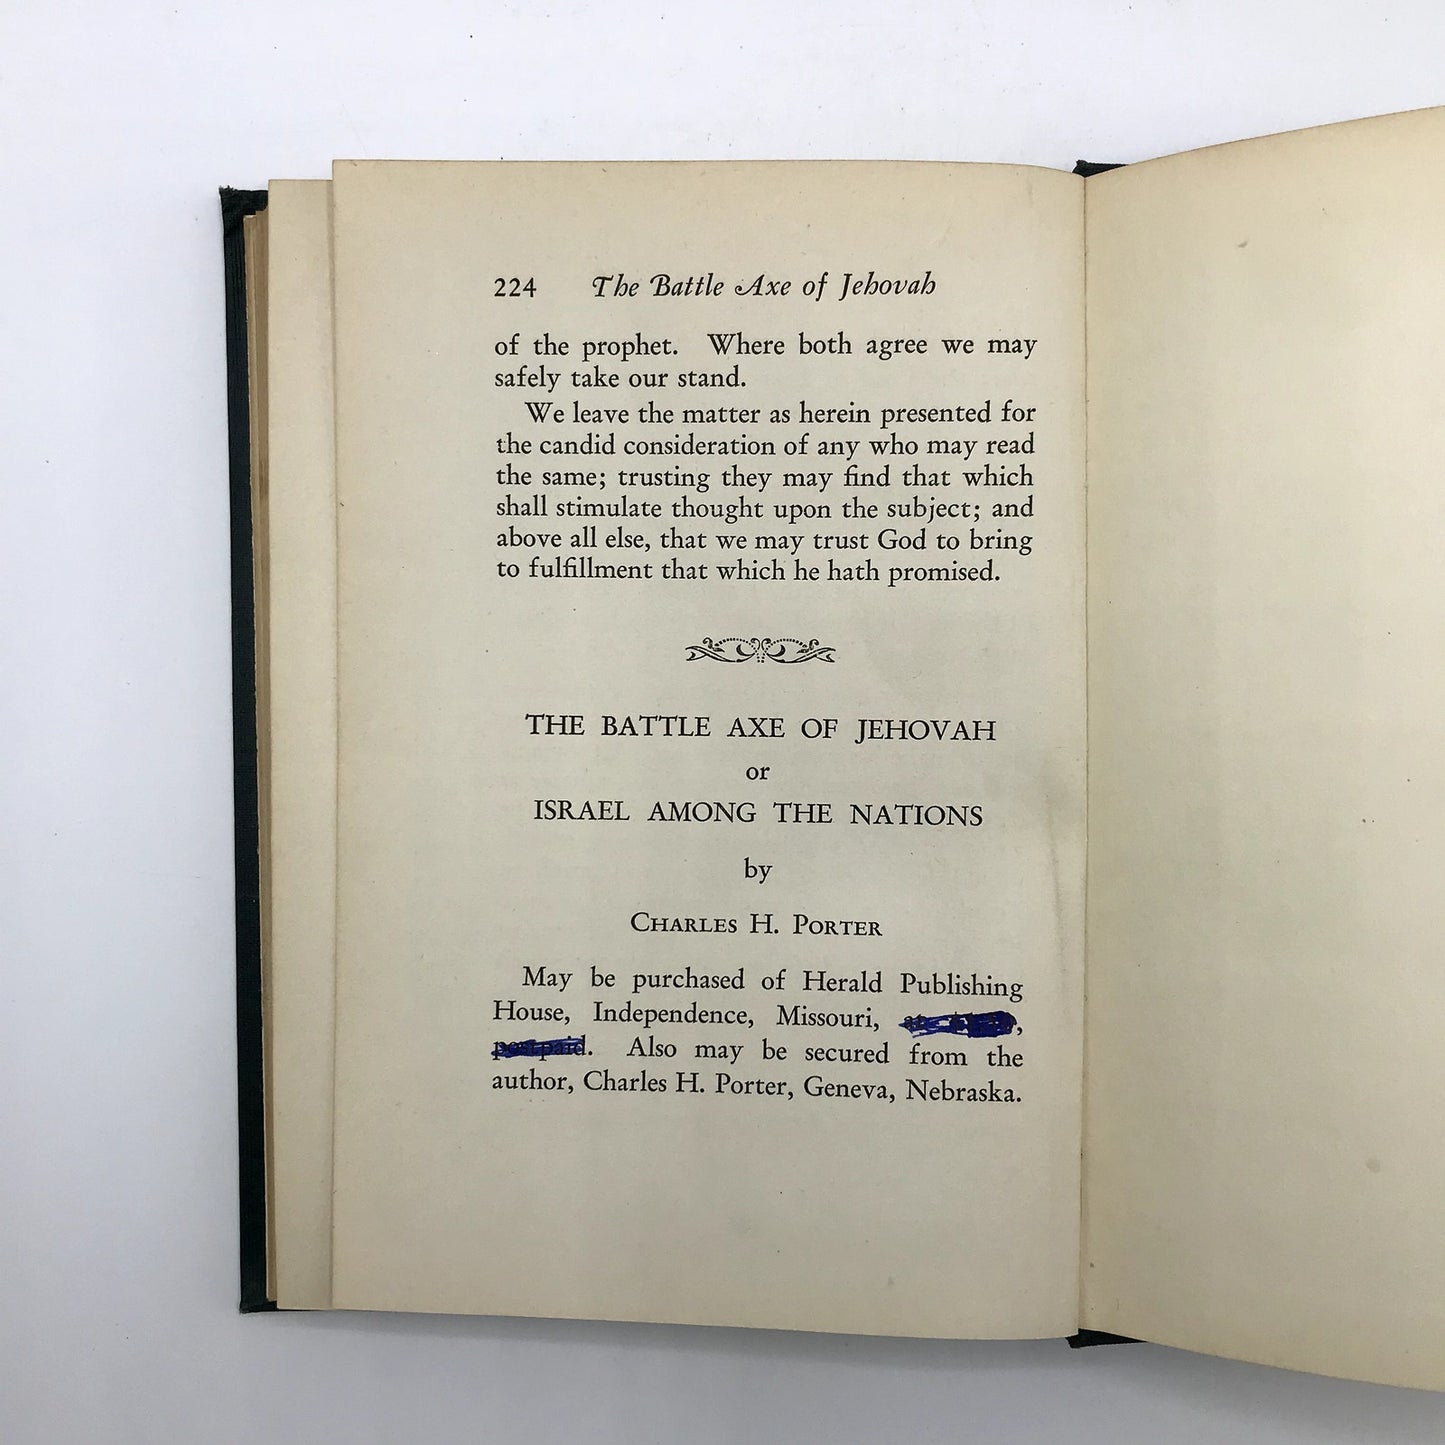 224 The Battle Axe of Jehovah
of the prophet. Where both agree we may
safely take our stand.
We leave the matter as herein presented for
the candid consideration of any who may read
the same; trusting they may find that which
shall stimulate thought upon the subject; and
above all else, that we may trust God to bring
to fulfillment that which he hath promised.
THE BATTLE AXE OF JEHOVAH
or
ISRAEL AMONG THE NATIONS
by
CHARLES H. PORTER
May be purchased of Herald Publishing
House, Independence, Missouri, ,
postpaid. Also may be secured from the
author, Charles H. Porter, Geneva, Nebraska.